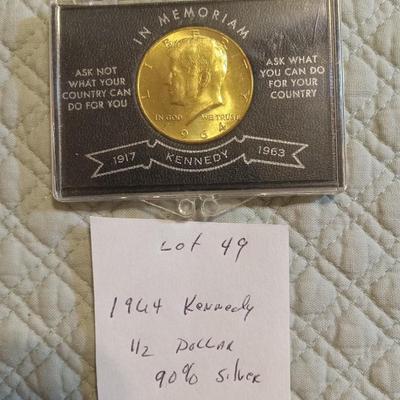 IN MEMORIAM
ASK NOT
WHAT YOUR
COUNTRY CAN
DO FOR YOU
LIBERTY
IN GOD WE TRUST
1964
ASK WHAT
YOU CAN DO
FOR YOUR
COUNTRY
1917 KENNEDY 1963
Lot 49
1964 Kennedy
1/2 Dollar
90% Silver